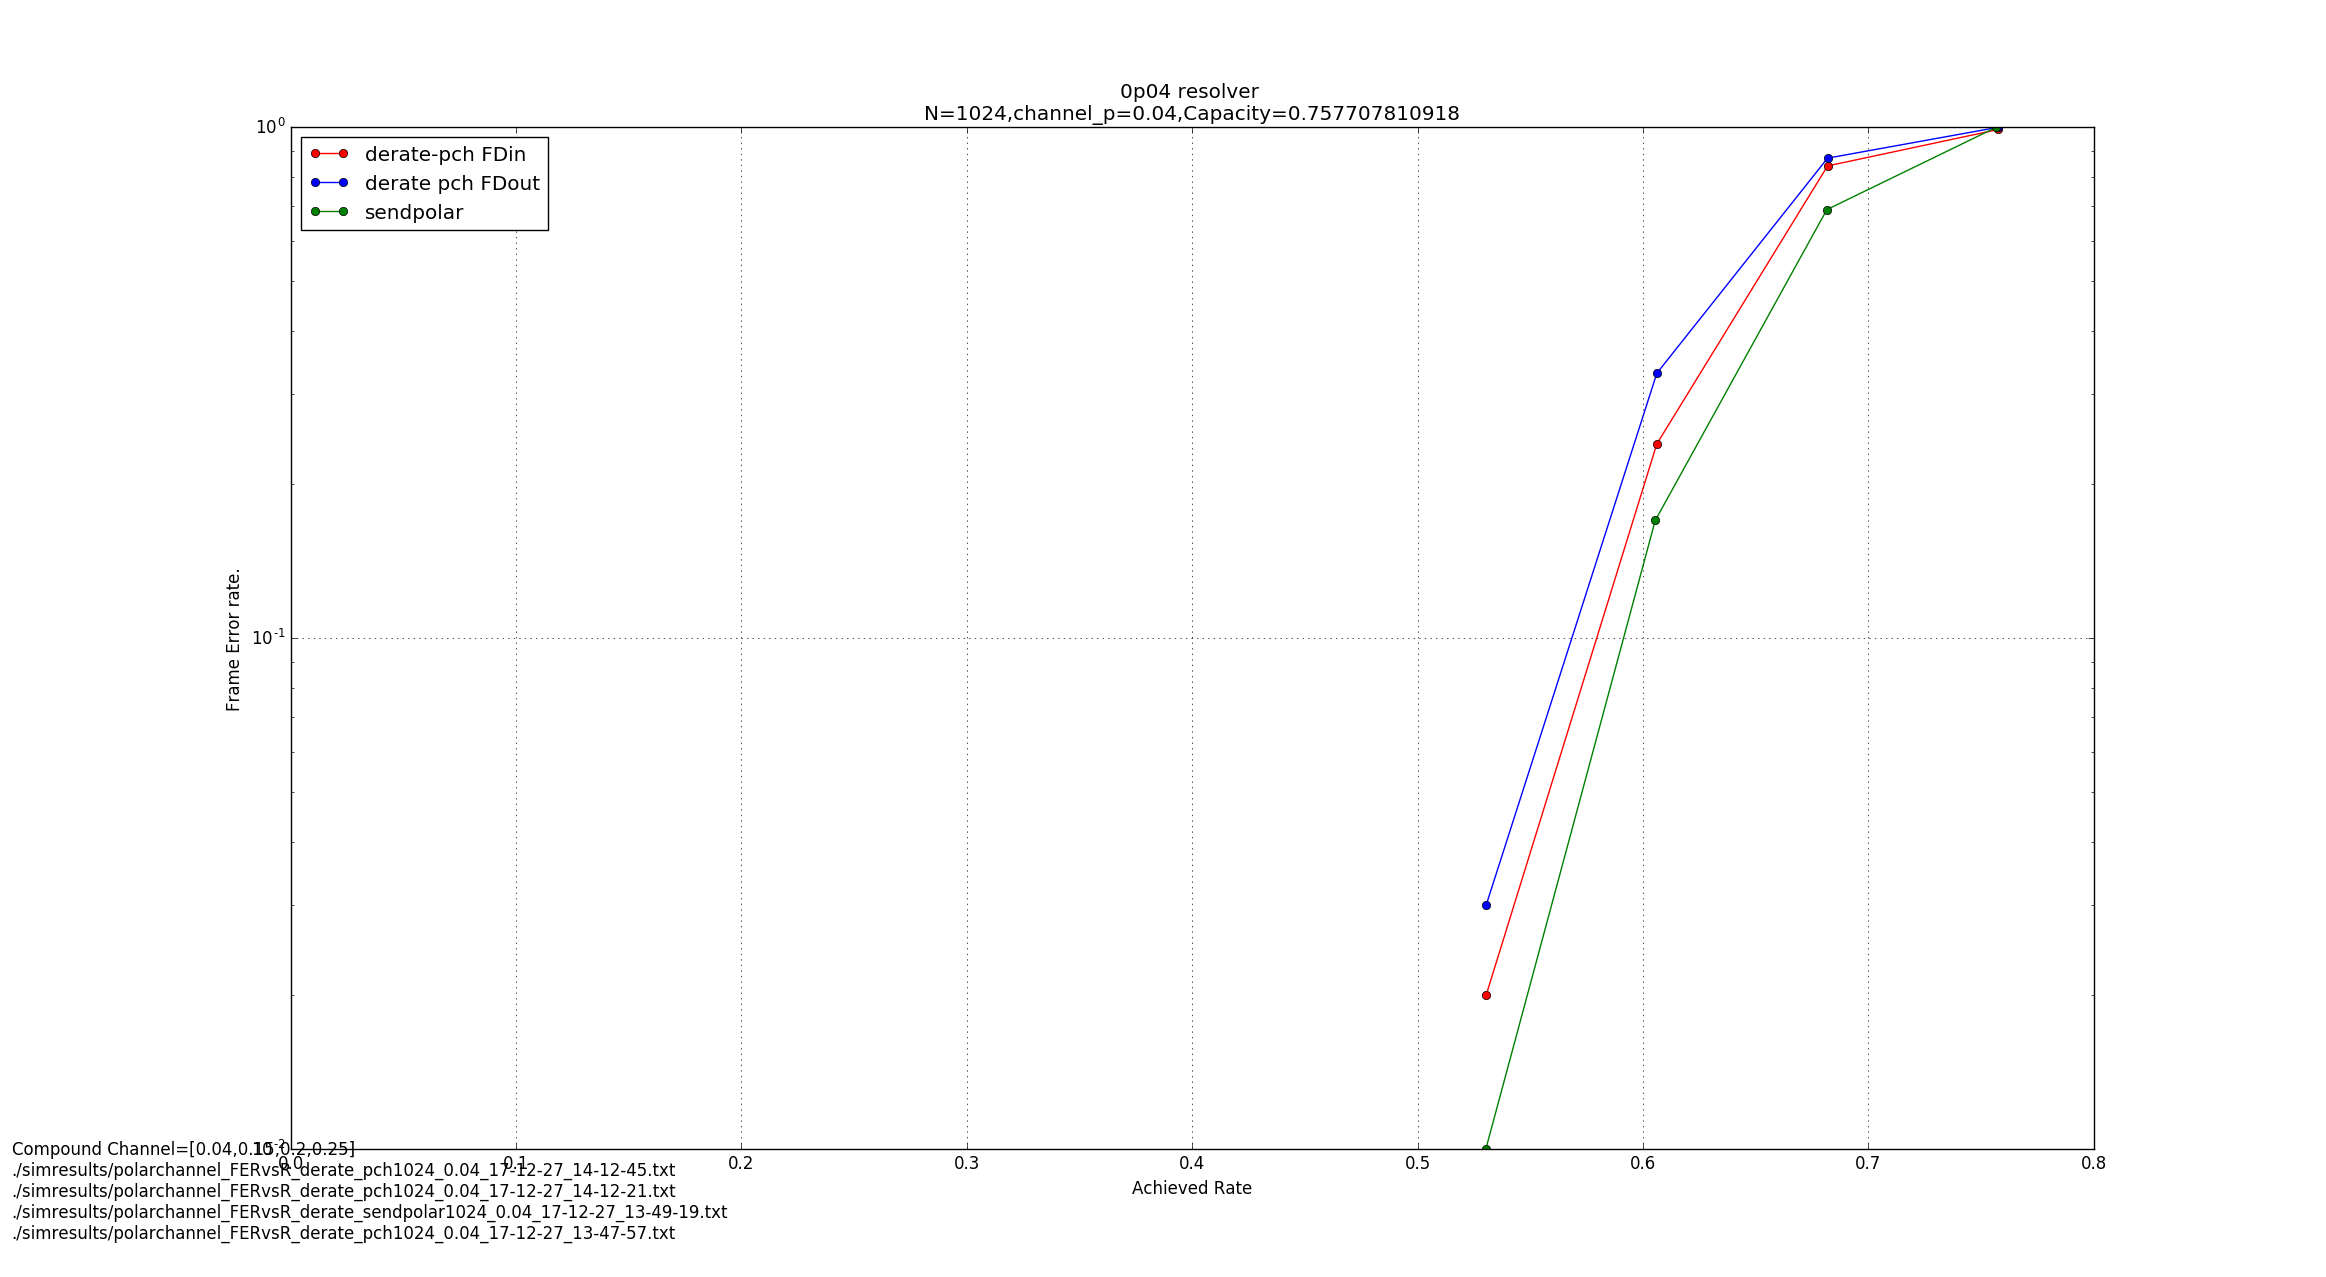 0p04 resolver
N=1024,channel_p=0.04,Capacity=0.757707810918
10^0
derate-pch FDin
derate pch FDout
sendpolar
Frame Error rate.
10^-1
10^-2
Compound Channel=[0.04,0.15,0.2,0.25]
0.0 0.1 0.2 0.3 0.4 0.5 0.6 0.7 0.8
./simresults/polarchannel_FERvsR_derate_pch1024_0.04_17-12-27_14-12-45.txt
Achieved Rate
./simresults/polarchannel_FERvsR_derate_pch1024_0.04_17-12-27_14-12-21.txt
./simresults/polarchannel_FERvsR_derate_sendpolar1024_0.04_17-12-27_13-49-19.txt
./simresults/polarchannel_FERvsR_derate_pch1024_0.04_17-12-27_13-47-57.txt